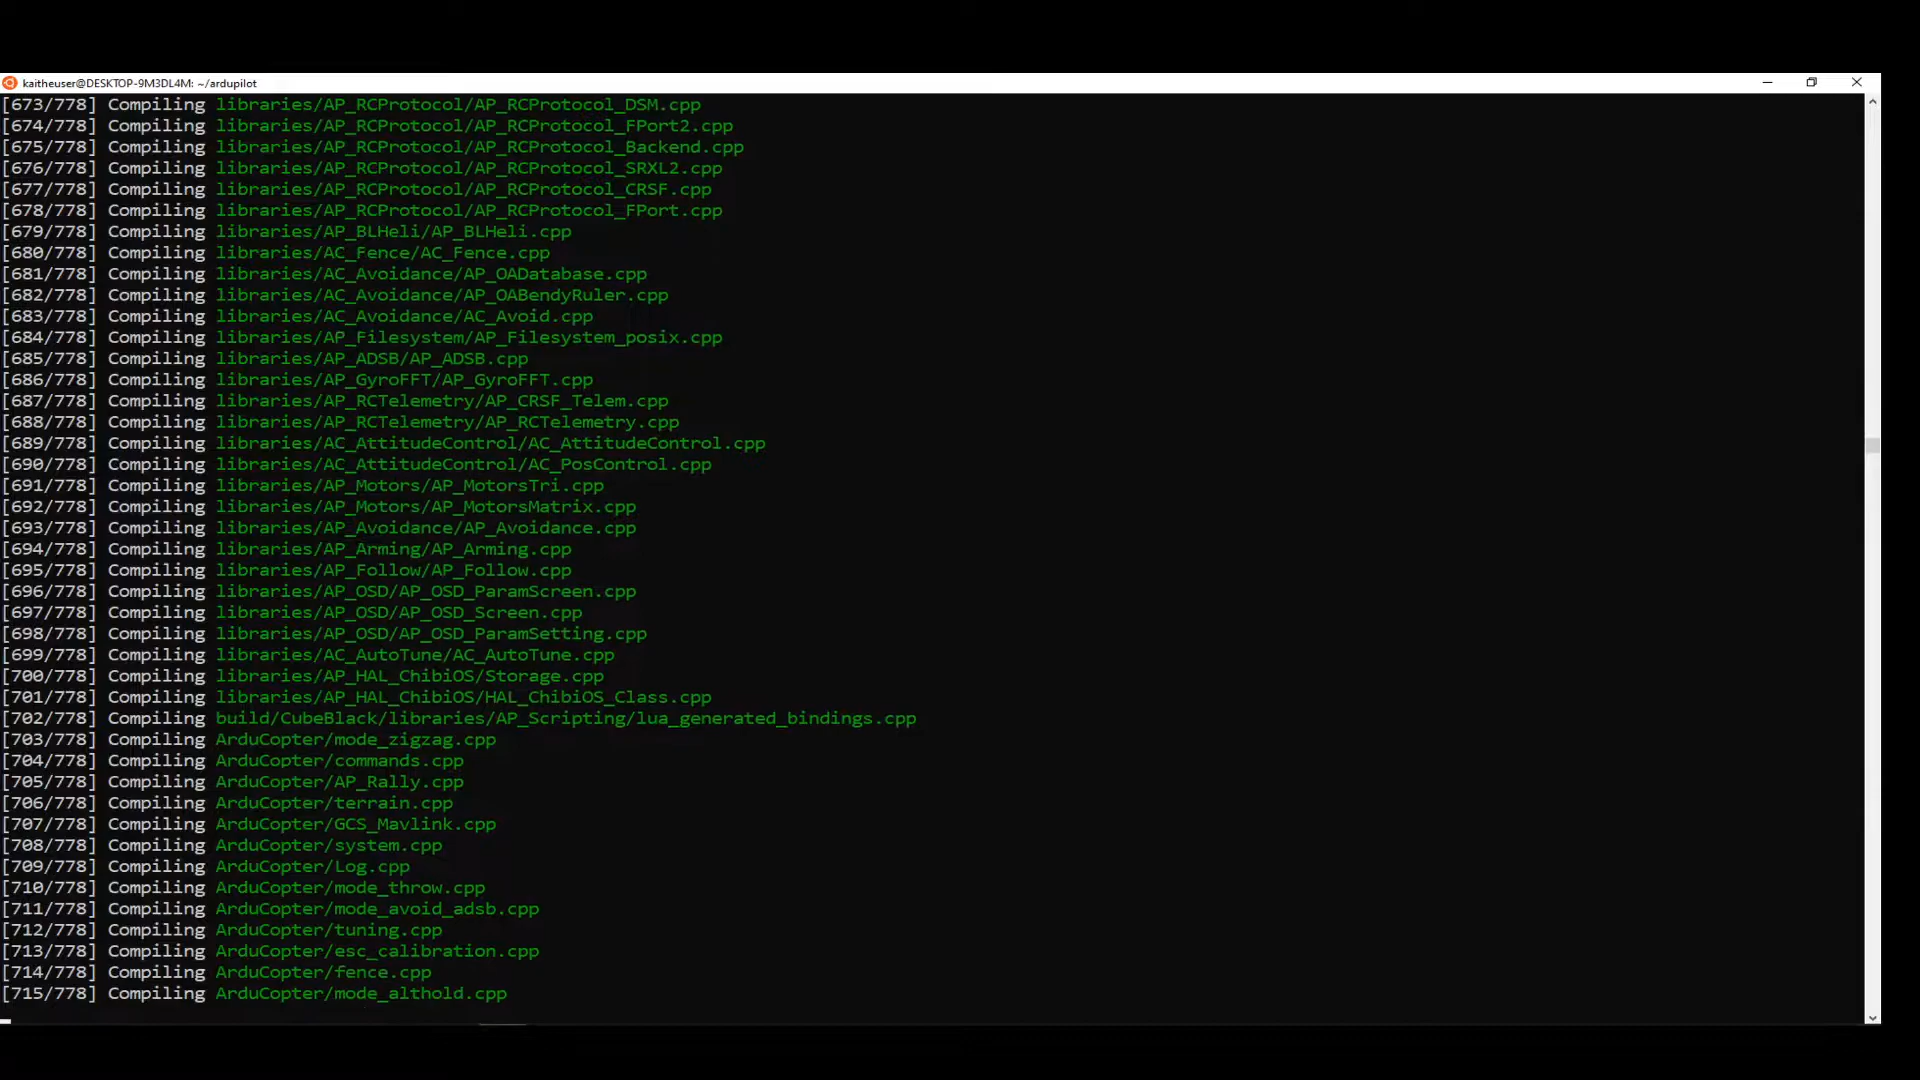 kaitheuser@DESKTOP-9M3DL4M: ~/ardupilot
[673/778] Compiling libraries/AP_RCProtocol/AP_RCProtocol_DSM.cpp
[674/778] Compiling libraries/AP_RCProtocol/AP_RCProtocol_FPort2.cpp
[675/778] Compiling libraries/AP_RCProtocol/AP_RCProtocol_Backend.cpp
[676/778] Compiling libraries/AP_RCProtocol/AP_RCProtocol_SRXL2.cpp
[677/778] Compiling libraries/AP_RCProtocol/AP_RCProtocol_CRSF.cpp
[678/778] Compiling libraries/AP_RCProtocol/AP_RCProtocol_FPort.cpp
[679/778] Compiling libraries/AP_BLHeli/AP_BLHeli.cpp
[680/778] Compiling libraries/AC_Fence/AC_Fence.cpp
[681/778] Compiling libraries/AC_Avoidance/AP_OADatabase.cpp
[682/778] Compiling libraries/AC_Avoidance/AP_OABendyRuler.cpp
[683/778] Compiling libraries/AC_Avoidance/AC_Avoid.cpp
[684/778] Compiling libraries/AP_Filesystem/AP_Filesystem_posix.cpp
[685/778] Compiling libraries/AP_ADSB/AP_ADSB.cpp
[686/778] Compiling libraries/AP_GyroFFT/AP_GyroFFT.cpp
[687/778] Compiling libraries/AP_RCTelemetry/AP_CRSF_Telem.cpp
[688/778] Compiling libraries/AP_RCTelemetry/AP_RCTelemetry.cpp
[689/778] Compiling libraries/AC_AttitudeControl/AC_AttitudeControl.cpp
[690/778] Compiling libraries/AC_AttitudeControl/AC_PosControl.cpp
[691/778] Compiling libraries/AP_Motors/AP_MotorsTri.cpp
[692/778] Compiling libraries/AP_Motors/AP_MotorsMatrix.cpp
[693/778] Compiling libraries/AP_Avoidance/AP_Avoidance.cpp
[694/778] Compiling libraries/AP_Arming/AP_Arming.cpp
[695/778] Compiling libraries/AP_Follow/AP_Follow.cpp
[696/778] Compiling libraries/AP_OSD/AP_OSD_ParamScreen.cpp
[697/778] Compiling libraries/AP_OSD/AP_OSD_Screen.cpp
[698/778] Compiling libraries/AP_OSD/AP_OSD_ParamSetting.cpp
[699/778] Compiling libraries/AC_AutoTune/AC_AutoTune.cpp
[700/778] Compiling libraries/AP_HAL_ChibiOS/Storage.cpp
[701/778] Compiling libraries/AP_HAL_ChibiOS/HAL_ChibiOS_Class.cpp
[702/778] Compiling build/CubeBlack/libraries/AP_Scripting/lua_generated_bindings.cpp
[703/778] Compiling ArduCopter/mode_zigzag.cpp
[704/778] Compiling ArduCopter/commands.cpp
[705/778] Compiling ArduCopter/AP_Rally.cpp
[706/778] Compiling ArduCopter/terrain.cpp
[707/778] Compiling ArduCopter/GCS_Mavlink.cpp
[708/778] Compiling ArduCopter/system.cpp
[709/778] Compiling ArduCopter/Log.cpp
[710/778] Compiling ArduCopter/mode_throw.cpp
[711/778] Compiling ArduCopter/mode_avoid_adsb.cpp
[712/778] Compiling ArduCopter/tuning.cpp
[713/778] Compiling ArduCopter/esc_calibration.cpp
[714/778] Compiling ArduCopter/fence.cpp
[715/778] Compiling ArduCopter/mode_althold.cpp